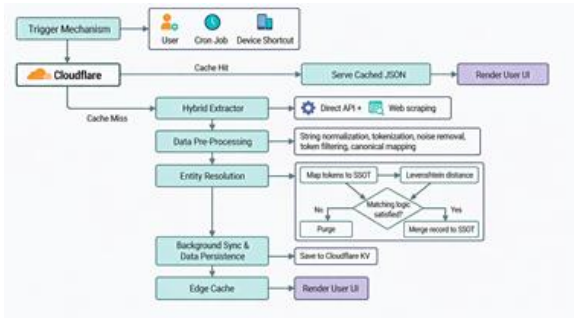 Trigger Mechanism
User
Cron Job
Device Shortcut
Cloudflare
Cache Hit
Serve Cached JSON
Render User UI
Cache Miss
Hybrid Extractor
Direct API +
Web scraping
Data Pre-Processing
String normalization, tokenization, noise removal,
token filtering, canonical mapping
Entity Resolution
Map tokens to SSOT
Levenshtein distance
Matching logic
satisfied?
No
Yes
Purge
Merge record to SSOT
Background Sync &
Data Persistence
Save to Cloudflare KV
Edge Cache
Render User UI